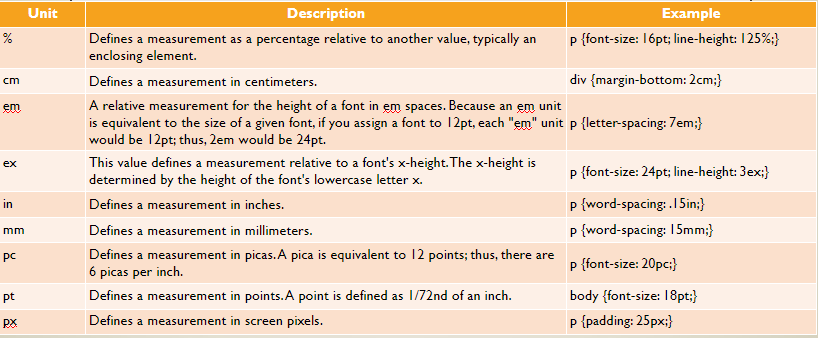 Unit Description Example
% Defines a measurement as a percentage relative to another value, typically an
enclosing element. p {font-size: 16pt; line-height: 125%;}
cm Defines a measurement in centimeters. div {margin-bottom: 2cm;}
em A relative measurement for the height of a font in em spaces. Because an em unit
is equivalent to the size of a given font, if you assign a font to 12pt, each "em" unit
would be 12pt; thus, 2em would be 24pt. p {letter-spacing: 7em;}
ex This value defines a measurement relative to a font's x-height. The x-height is
determined by the height of the font's lowercase letter x. p {font-size: 24pt; line-height: 3ex;}
in Defines a measurement in inches. p {word-spacing: .15in;}
mm Defines a measurement in millimeters. p {word-spacing: 15mm;}
pc Defines a measurement in picas. A pica is equivalent to 12 points; thus, there are
6 picas per inch. p {font-size: 20pc;}
pt Defines a measurement in points. A point is defined as 1/72nd of an inch. body {font-size: 18pt;}
px Defines a measurement in screen pixels. p {padding: 25px;}